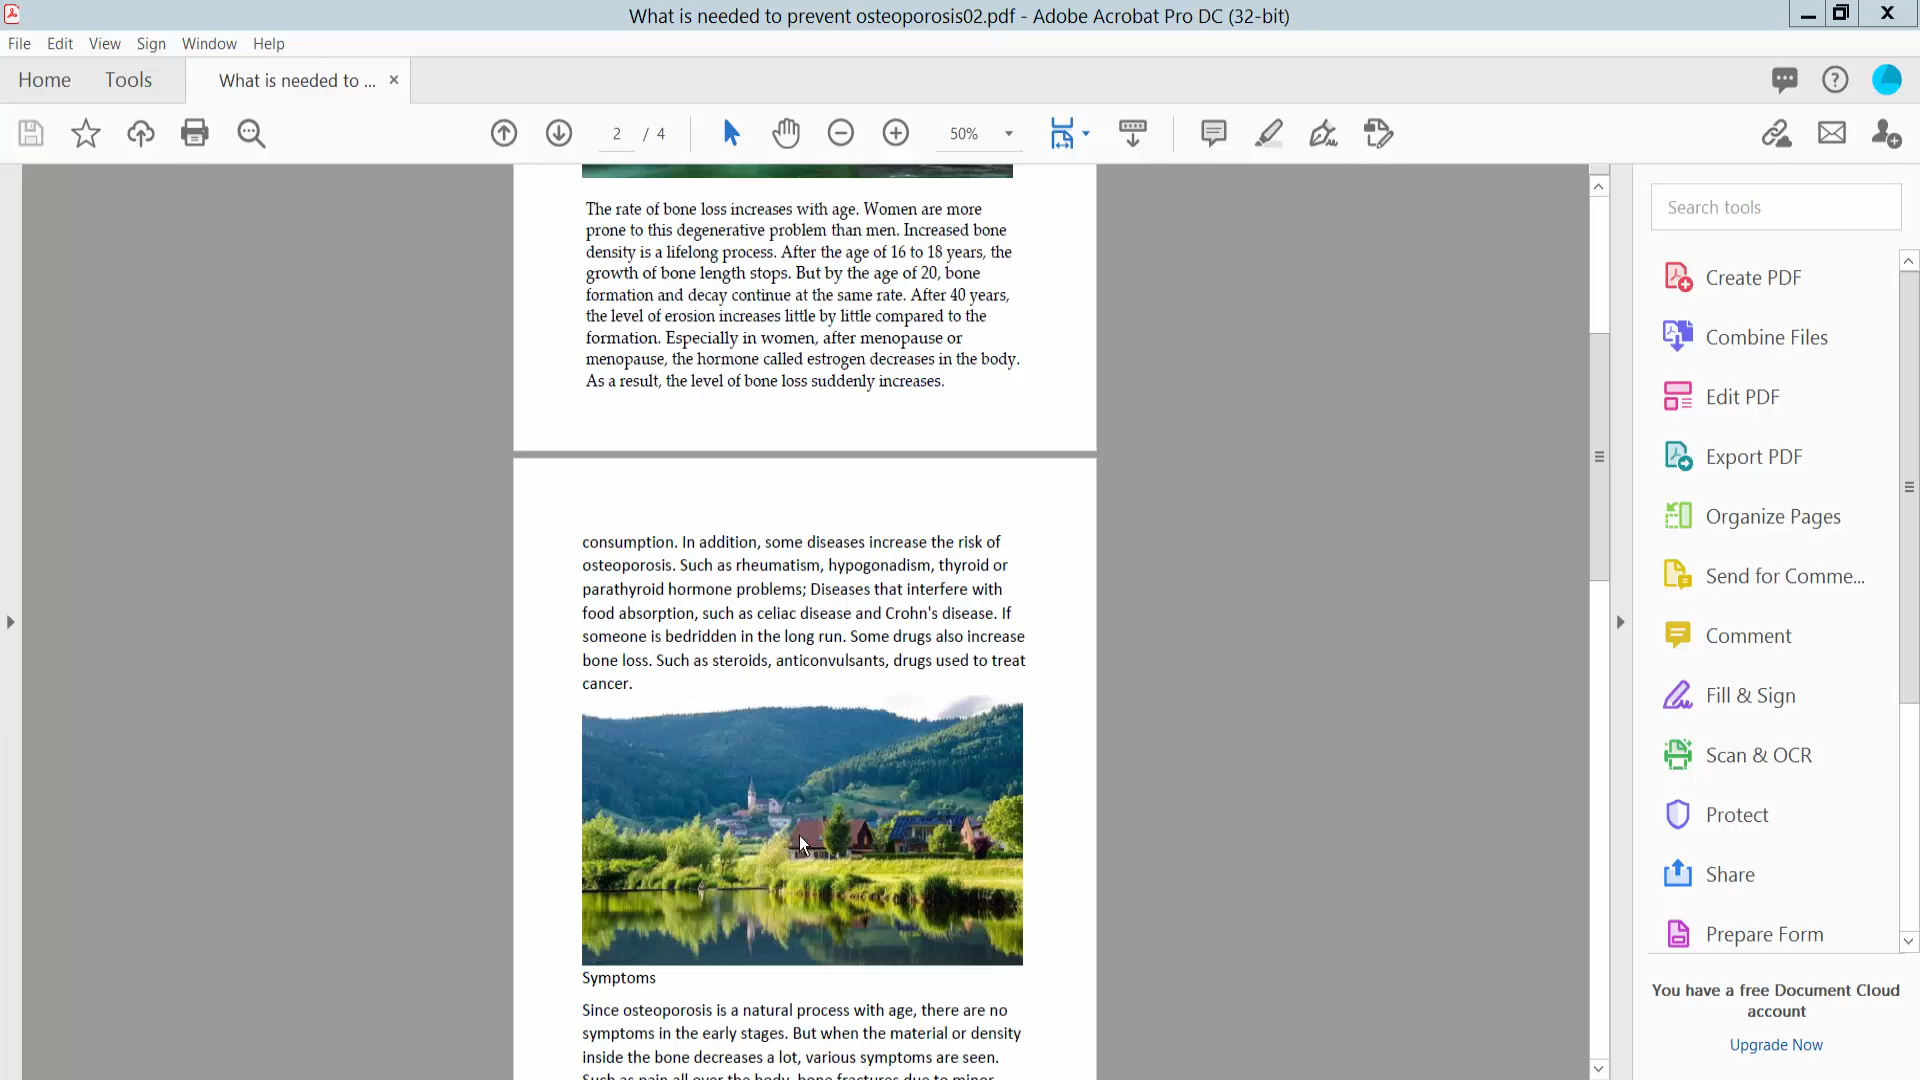 What is needed to prevent osteoporosis02.pdf - Adobe Acrobat Pro DC (32-bit)
File Edit View Sign Window Help
Home Tools What is needed to ... ×
2 / 4 50%
The rate of bone loss increases with age. Women are more
prone to this degenerative problem than men. Increased bone
density is a lifelong process. After the age of 16 to 18 years, the
growth of bone length stops. But by the age of 20, bone
formation and decay continue at the same rate. After 40 years,
the level of erosion increases little by little compared to the
formation. Especially in women, after menopause or
menopause, the hormone called estrogen decreases in the body.
As a result, the level of bone loss suddenly increases.
consumption. In addition, some diseases increase the risk of
osteoporosis. Such as rheumatism, hypogonadism, thyroid or
parathyroid hormone problems; Diseases that interfere with
food absorption, such as celiac disease and Crohn's disease. If
someone is bedridden in the long run. Some drugs also increase
bone loss. Such as steroids, anticonvulsants, drugs used to treat
cancer.
Symptoms
Since osteoporosis is a natural process with age, there are no
symptoms in the early stages. But when the material or density
inside the bone decreases a lot, various symptoms are seen.
Such as pain all over the body, bone fractures due to minor
Search tools
Create PDF
Combine Files
Edit PDF
Export PDF
Organize Pages
Send for Comme...
Comment
Fill & Sign
Scan & OCR
Protect
Share
Prepare Form
You have a free Document Cloud
account
Upgrade Now